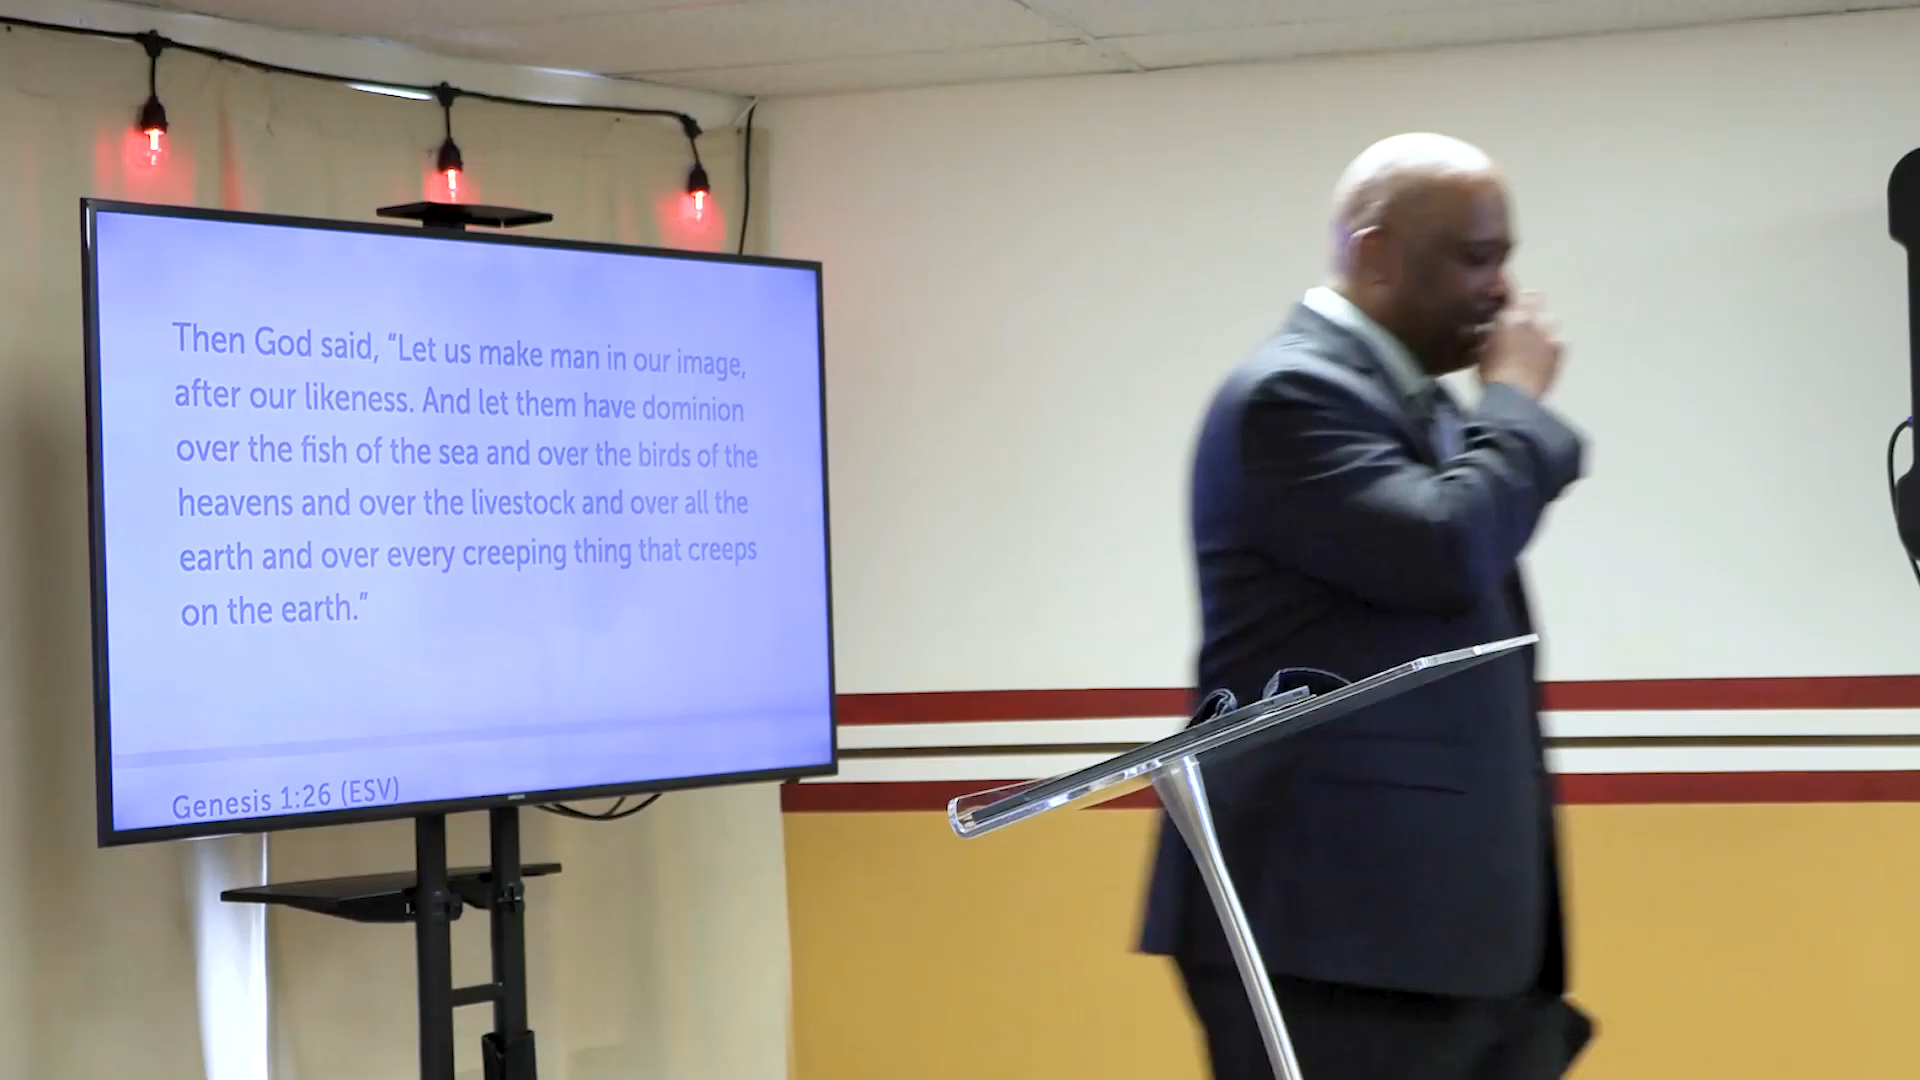 Then God said, “Let us make man in our image,
after our likeness. And let them have dominion
over the fish of the sea and over the birds of the
heavens and over the livestock and over all the
earth and over every creeping thing that creeps
on the earth.”
Genesis 1:26 (ESV)